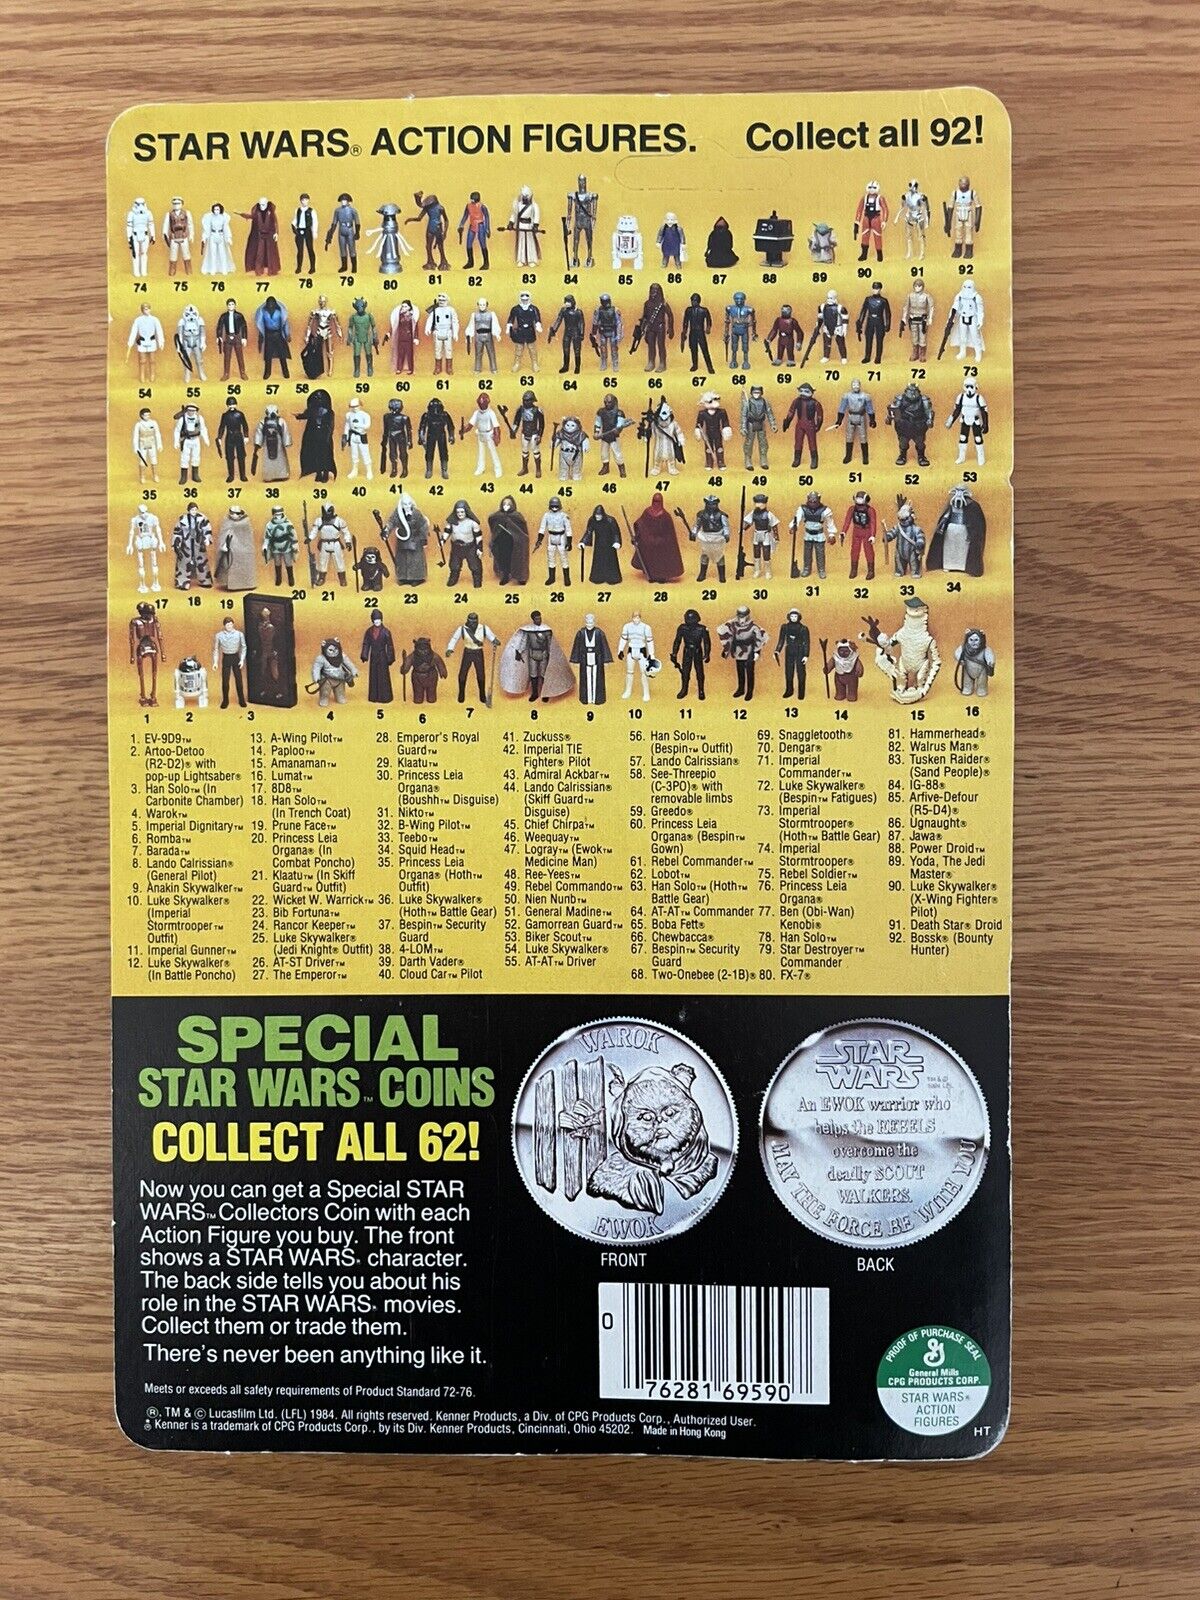 STAR WARS® ACTION FIGURES. Collect all 92!
74 75 76 77 78 79 80 81 82 83 84 85 86 87 88 89 90 91 92
54 55 56 57 58 59 60 61 62 63 64 65 66 67 68 69 70 71 72 73
35 36 37 38 39 40 41 42 43 44 45 46 47 48 49 50 51 52 53
17 18 19 20 21 22 23 24 25 26 27 28 29 30 31 32 33 34
1 2 3 4 5 6 7 8 9 10 11 12 13 14 15 16
1. EV-9D9™
2. Artoo-Detoo
(R2-D2)® with
pop-up Lightsaber®
3. Han Solo™ (In
Carbonite Chamber)
4. Warok™
5. Imperial Dignitary™
6. Romba™
7. Barada™
8. Lando Calrissian®
(General Pilot)
9. Anakin Skywalker™
10. Luke Skywalker®
(Imperial
Stormtrooper™
Outfit)
11. Imperial Gunner™
12. Luke Skywalker®
(In Battle Poncho)
13. A-Wing Pilot™
14. Paploo™
15. Amanaman™
16. Lumat™
17. 8D8™
18. Han Solo™
(In Trench Coat)
19. Prune Face™
20. Princess Leia
Organa® (In
Combat Poncho)
21. Klaatu™ (In Skiff
Guard™ Outfit)
22. Wicket W. Warrick™
23. Bib Fortuna™
24. Rancor Keeper™
25. Luke Skywalker®
(Jedi Knight® Outfit)
26. AT-ST Driver™
27. The Emperor™
28. Emperor's Royal
Guard™
29. Klaatu™
30. Princess Leia
Organa®
(Boushh™ Disguise)
31. Nikto™
32. B-Wing Pilot™
33. Teebo™
34. Squid Head™
35. Princess Leia
Organa® (Hoth™
Outfit)
36. Luke Skywalker®
(Hoth™ Battle Gear)
37. Bespin™ Security
Guard
38. 4-LOM™
39. Darth Vader®
40. Cloud Car™ Pilot
41. Zuckuss®
42. Imperial TIE
Fighter® Pilot
43. Admiral Ackbar™
44. Lando Calrissian®
(Skiff Guard™
Disguise)
45. Chief Chirpa™
46. Weequay™
47. Logray™ (Ewok™
Medicine Man)
48. Ree-Yees™
49. Rebel Commando™
50. Nien Nunb™
51. General Madine™
52. Gamorrean Guard™
53. Biker Scout™
54. Luke Skywalker®
55. AT-AT™ Driver
56. Han Solo™
(Bespin™ Outfit)
57. Lando Calrissian®
58. See-Threepio
(C-3PO)® with
removable limbs
59. Greedo®
60. Princess Leia
Organa® (Bespin™
Gown)
61. Rebel Commander™
62. Lobot™
63. Han Solo™ (Hoth™
Battle Gear)
64. AT-AT™ Commander
65. Boba Fett®
66. Chewbacca®
67. Bespin™ Security
Guard
68. Two-Onebee (2-1B)®
69. Snaggletooth®
70. Dengar®
71. Imperial
Commander™
72. Luke Skywalker®
(Bespin™ Fatigues)
73. Imperial
Stormtrooper®
(Hoth™ Battle Gear)
74. Imperial
Stormtrooper™
75. Rebel Soldier™
76. Princess Leia
Organa®
77. Ben (Obi-Wan)
Kenobi®
78. Han Solo™
79. Star Destroyer™
Commander
80. FX-7®
81. Hammerhead®
82. Walrus Man®
83. Tusken Raider®
(Sand People)®
84. IG-88®
85. Arfive-Defour
(R5-D4)®
86. Ugnaught®
87. Jawa®
88. Power Droid™
89. Yoda, The Jedi
Master®
90. Luke Skywalker®
(X-Wing Fighter®
Pilot)
91. Death Star® Droid
92. Bossk® (Bounty
Hunter)
SPECIAL
STAR WARS™ COINS
COLLECT ALL 62!
Now you can get a Special STAR
WARS™ Collectors Coin with each
Action Figure you buy. The front
shows a STAR WARS® character.
The back side tells you about his
role in the STAR WARS® movies.
Collect them or trade them.
There's never been anything like it.
WAROK
EWOK
FRONT
STAR
WARS
An EWOK warrior who
helps the REBELS
overcome the
deadly SCOUT
WALKERS.
MAY THE FORCE BE WITH YOU
BACK
0 76281 69590
PROOF OF PURCHASE SEAL
General Mills
CPG PRODUCTS CORP.
STAR WARS®
ACTION
FIGURES
HT
Meets or exceeds all safety requirements of Product Standard 72-76.
®, TM & © Lucasfilm Ltd. (LFL) 1984. All rights reserved. Kenner Products, a Div. of CPG Products Corp., Authorized User.
Kenner is a trademark of CPG Products Corp., by its Div. Kenner Products, Cincinnati, Ohio 45202. Made in Hong Kong